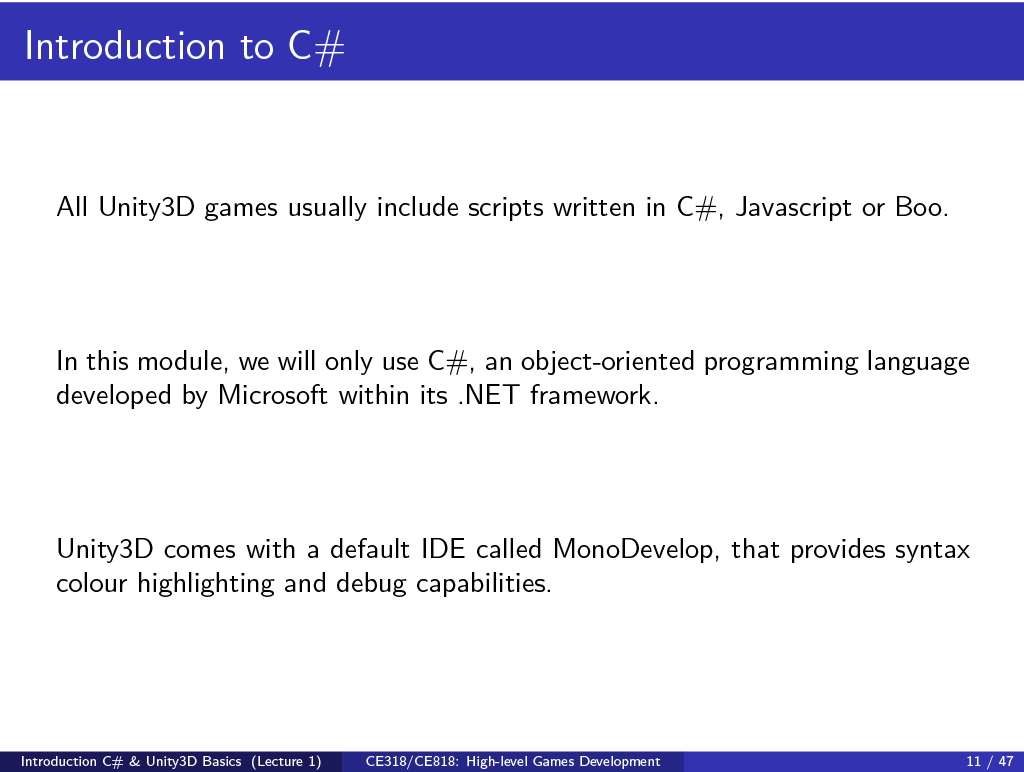 Introduction to C#
All Unity3D games usually include scripts written in C#, Javascript or Boo.
In this module, we will only use C#, an object-oriented programming language
developed by Microsoft within its .NET framework.
Unity3D comes with a default IDE called MonoDevelop, that provides syntax
colour highlighting and debug capabilities.
Introduction C# & Unity3D Basics (Lecture 1) CE318/CE818: High-level Games Development 11 / 47